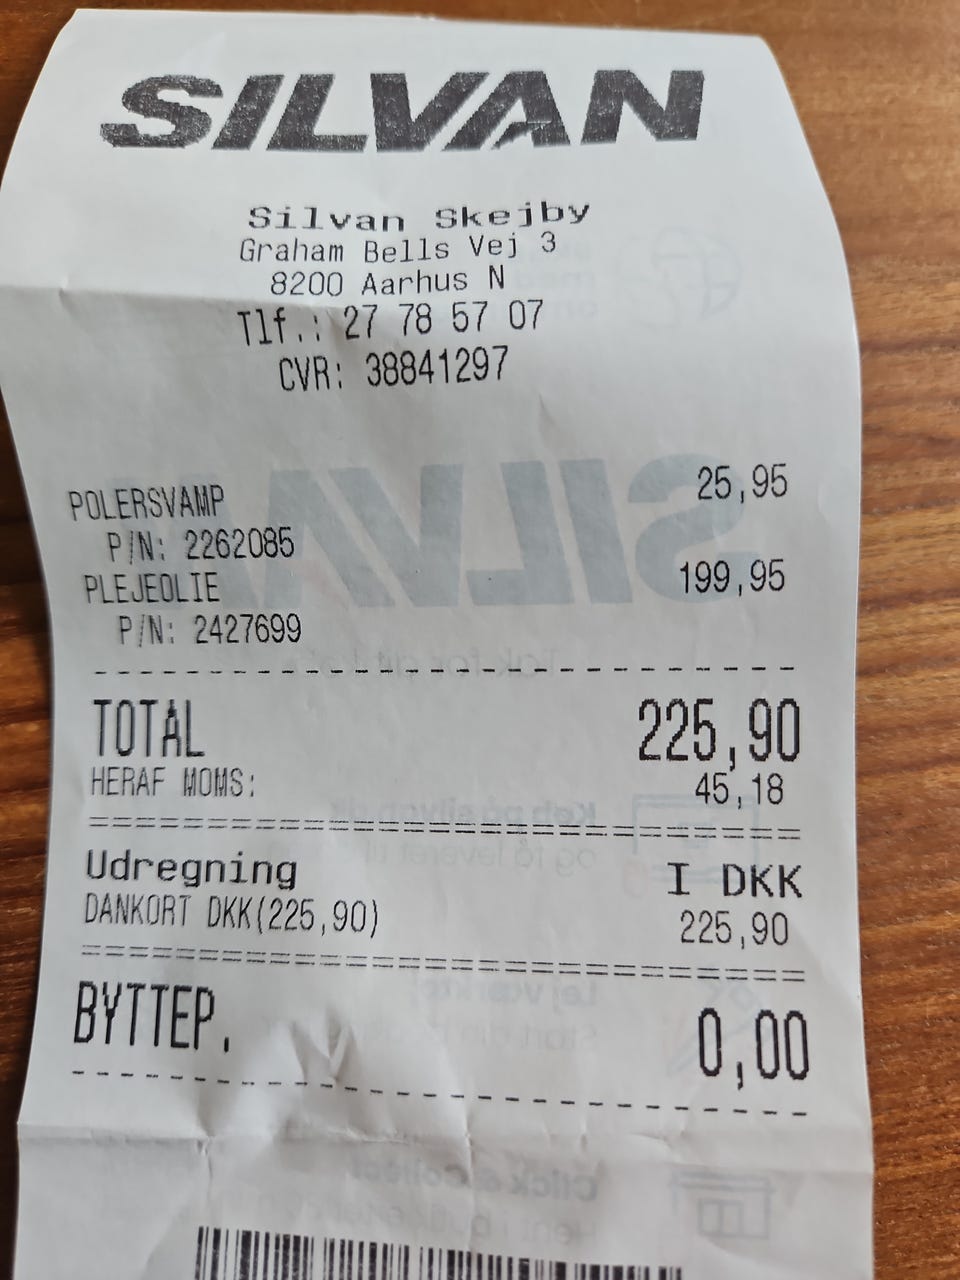 SILVAN
Silvan Skejby
Graham Bells Vej 3
8200 Aarhus N
Tlf.: 27 78 57 07
CVR: 38841297
POLERSVAMP 25,95
P/N: 2262085
PLEJEOLIE 199,95
P/N: 2427699
TOTAL 225,90
HERAF MOMS: 45,18
Udregning I DKK
DANKORT DKK(225,90) 225,90
BYTTEP. 0,00